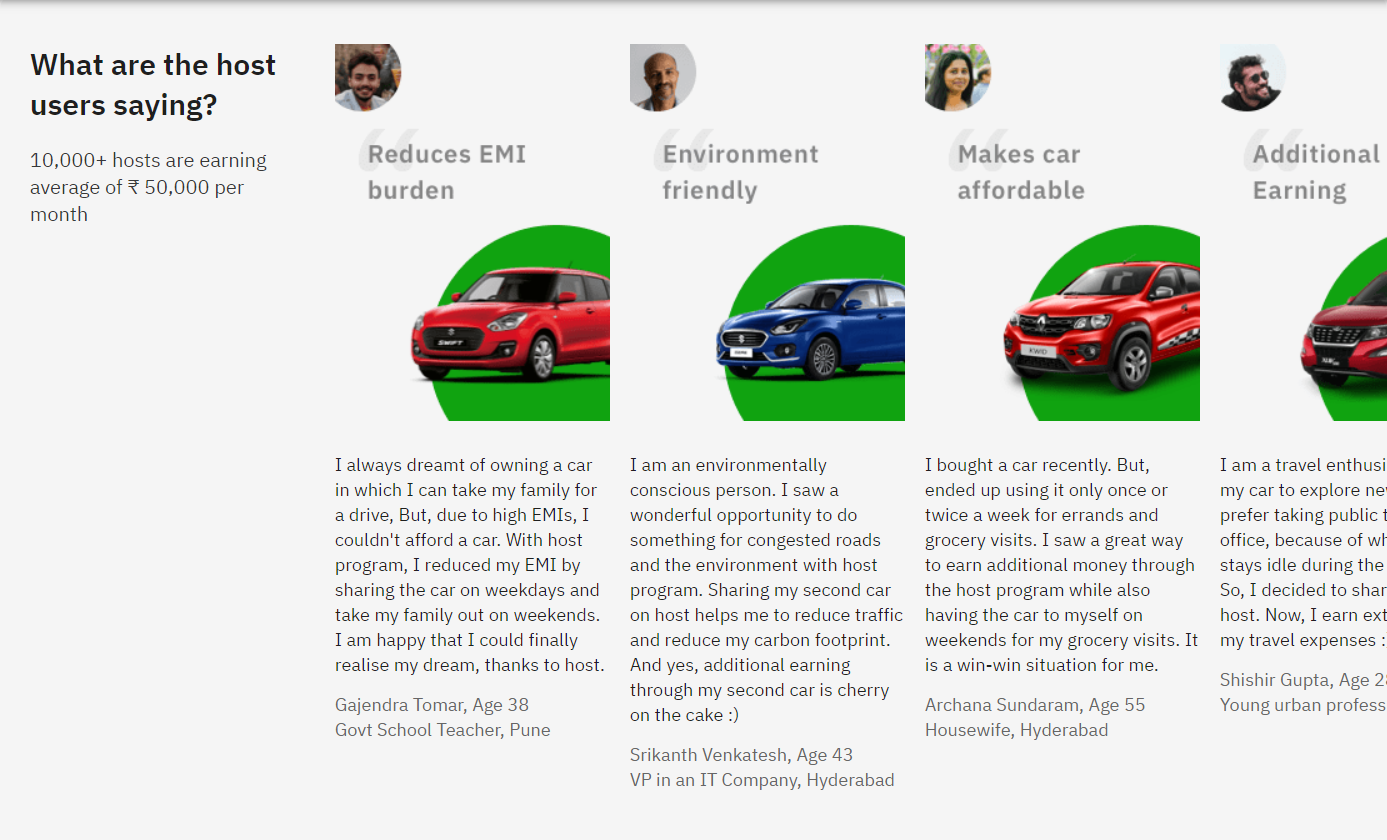 What are the host
users saying?
10,000+ hosts are earning
average of ₹ 50,000 per
month
Reduces EMI
burden
SWIFT
I always dreamt of owning a car
in which I can take my family for
a drive, But, due to high EMIs, I
couldn't afford a car. With host
program, I reduced my EMI by
sharing the car on weekdays and
take my family out on weekends.
I am happy that I could finally
realise my dream, thanks to host.
Gajendra Tomar, Age 38
Govt School Teacher, Pune
Environment
friendly
I am an environmentally
conscious person. I saw a
wonderful opportunity to do
something for congested roads
and the environment with host
program. Sharing my second car
on host helps me to reduce traffic
and reduce my carbon footprint.
And yes, additional earning
through my second car is cherry
on the cake :)
Srikanth Venkatesh, Age 43
VP in an IT Company, Hyderabad
Makes car
affordable
KWID
I bought a car recently. But,
ended up using it only once or
twice a week for errands and
grocery visits. I saw a great way
to earn additional money through
the host program while also
having the car to myself on
weekends for my grocery visits. It
is a win-win situation for me.
Archana Sundaram, Age 55
Housewife, Hyderabad
Additional
Earning
I am a travel enthusi
my car to explore ne
prefer taking public t
office, because of wh
stays idle during the
So, I decided to shar
host. Now, I earn ext
my travel expenses :
Shishir Gupta, Age 2
Young urban profess